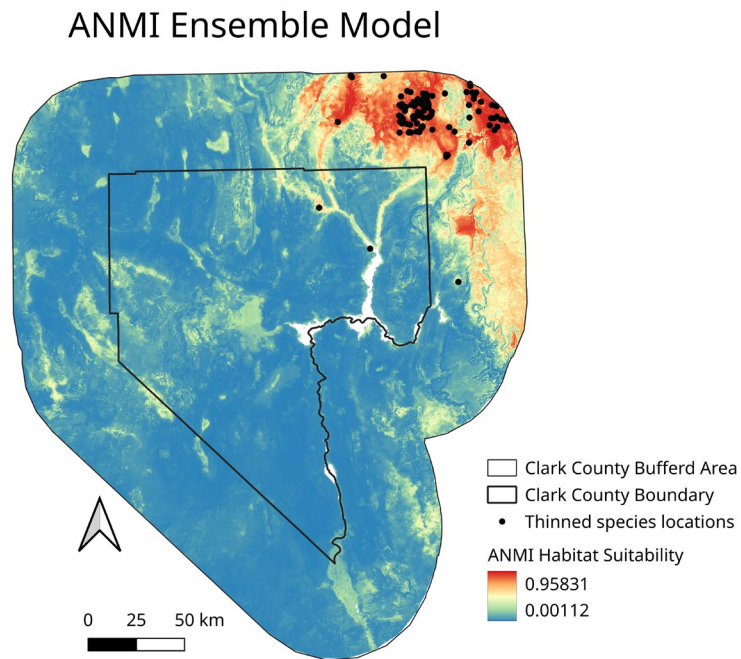 ANMI Ensemble Model
Clark County Bufferd Area
Clark County Boundary
Thinned species locations
ANMI Habitat Suitability
0.95831
0.00112
0 25 50 km